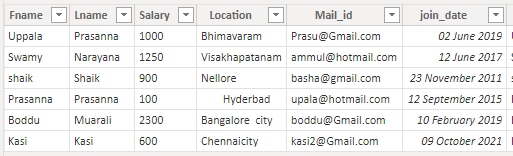 Fname Lname Salary Location Mail_id join_date
Uppala Prasanna 1000 Bhimavaram Prasu@Gmail.com 02 June 2019
Swamy Narayana 1250 Visakhapatanam ammul@hotmail.com 12 June 2017
shaik Shaik 900 Nellore basha@gmail.com 23 November 2011
Prasanna Prasanna 100 Hyderbad upala@hotmail.com 12 September 2015
Boddu Muarali 2300 Bangalore city boddu@Gmail.com 10 February 2019
Kasi Kasi 600 Chennaicity kasi2@Gmail.com 09 October 2021